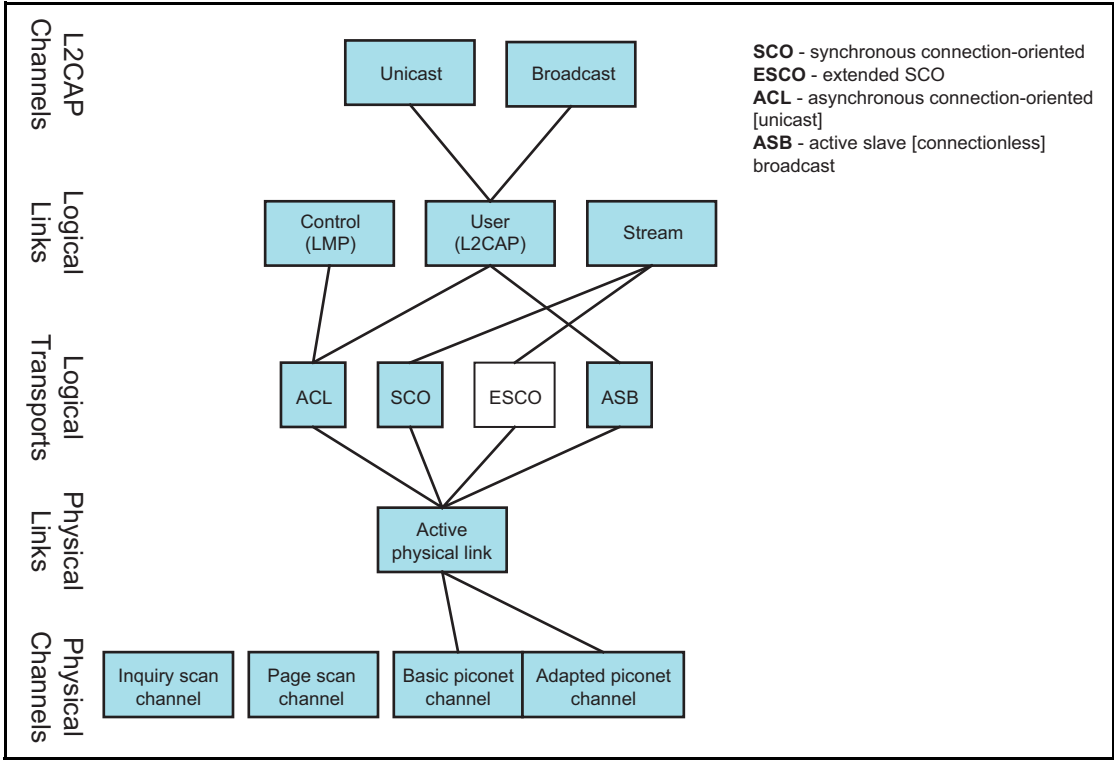 L2CAP
Channels
Unicast
Broadcast
SCO - synchronous connection-oriented
ESCO - extended SCO
ACL - asynchronous connection-oriented
[unicast]
ASB - active slave [connectionless]
broadcast
Logical
Links
Control
(LMP)
User
(L2CAP)
Stream
Logical
Transports
ACL
SCO
ESCO
ASB
Physical
Links
Active
physical link
Physical
Channels
Inquiry scan
channel
Page scan
channel
Basic piconet
channel
Adapted piconet
channel